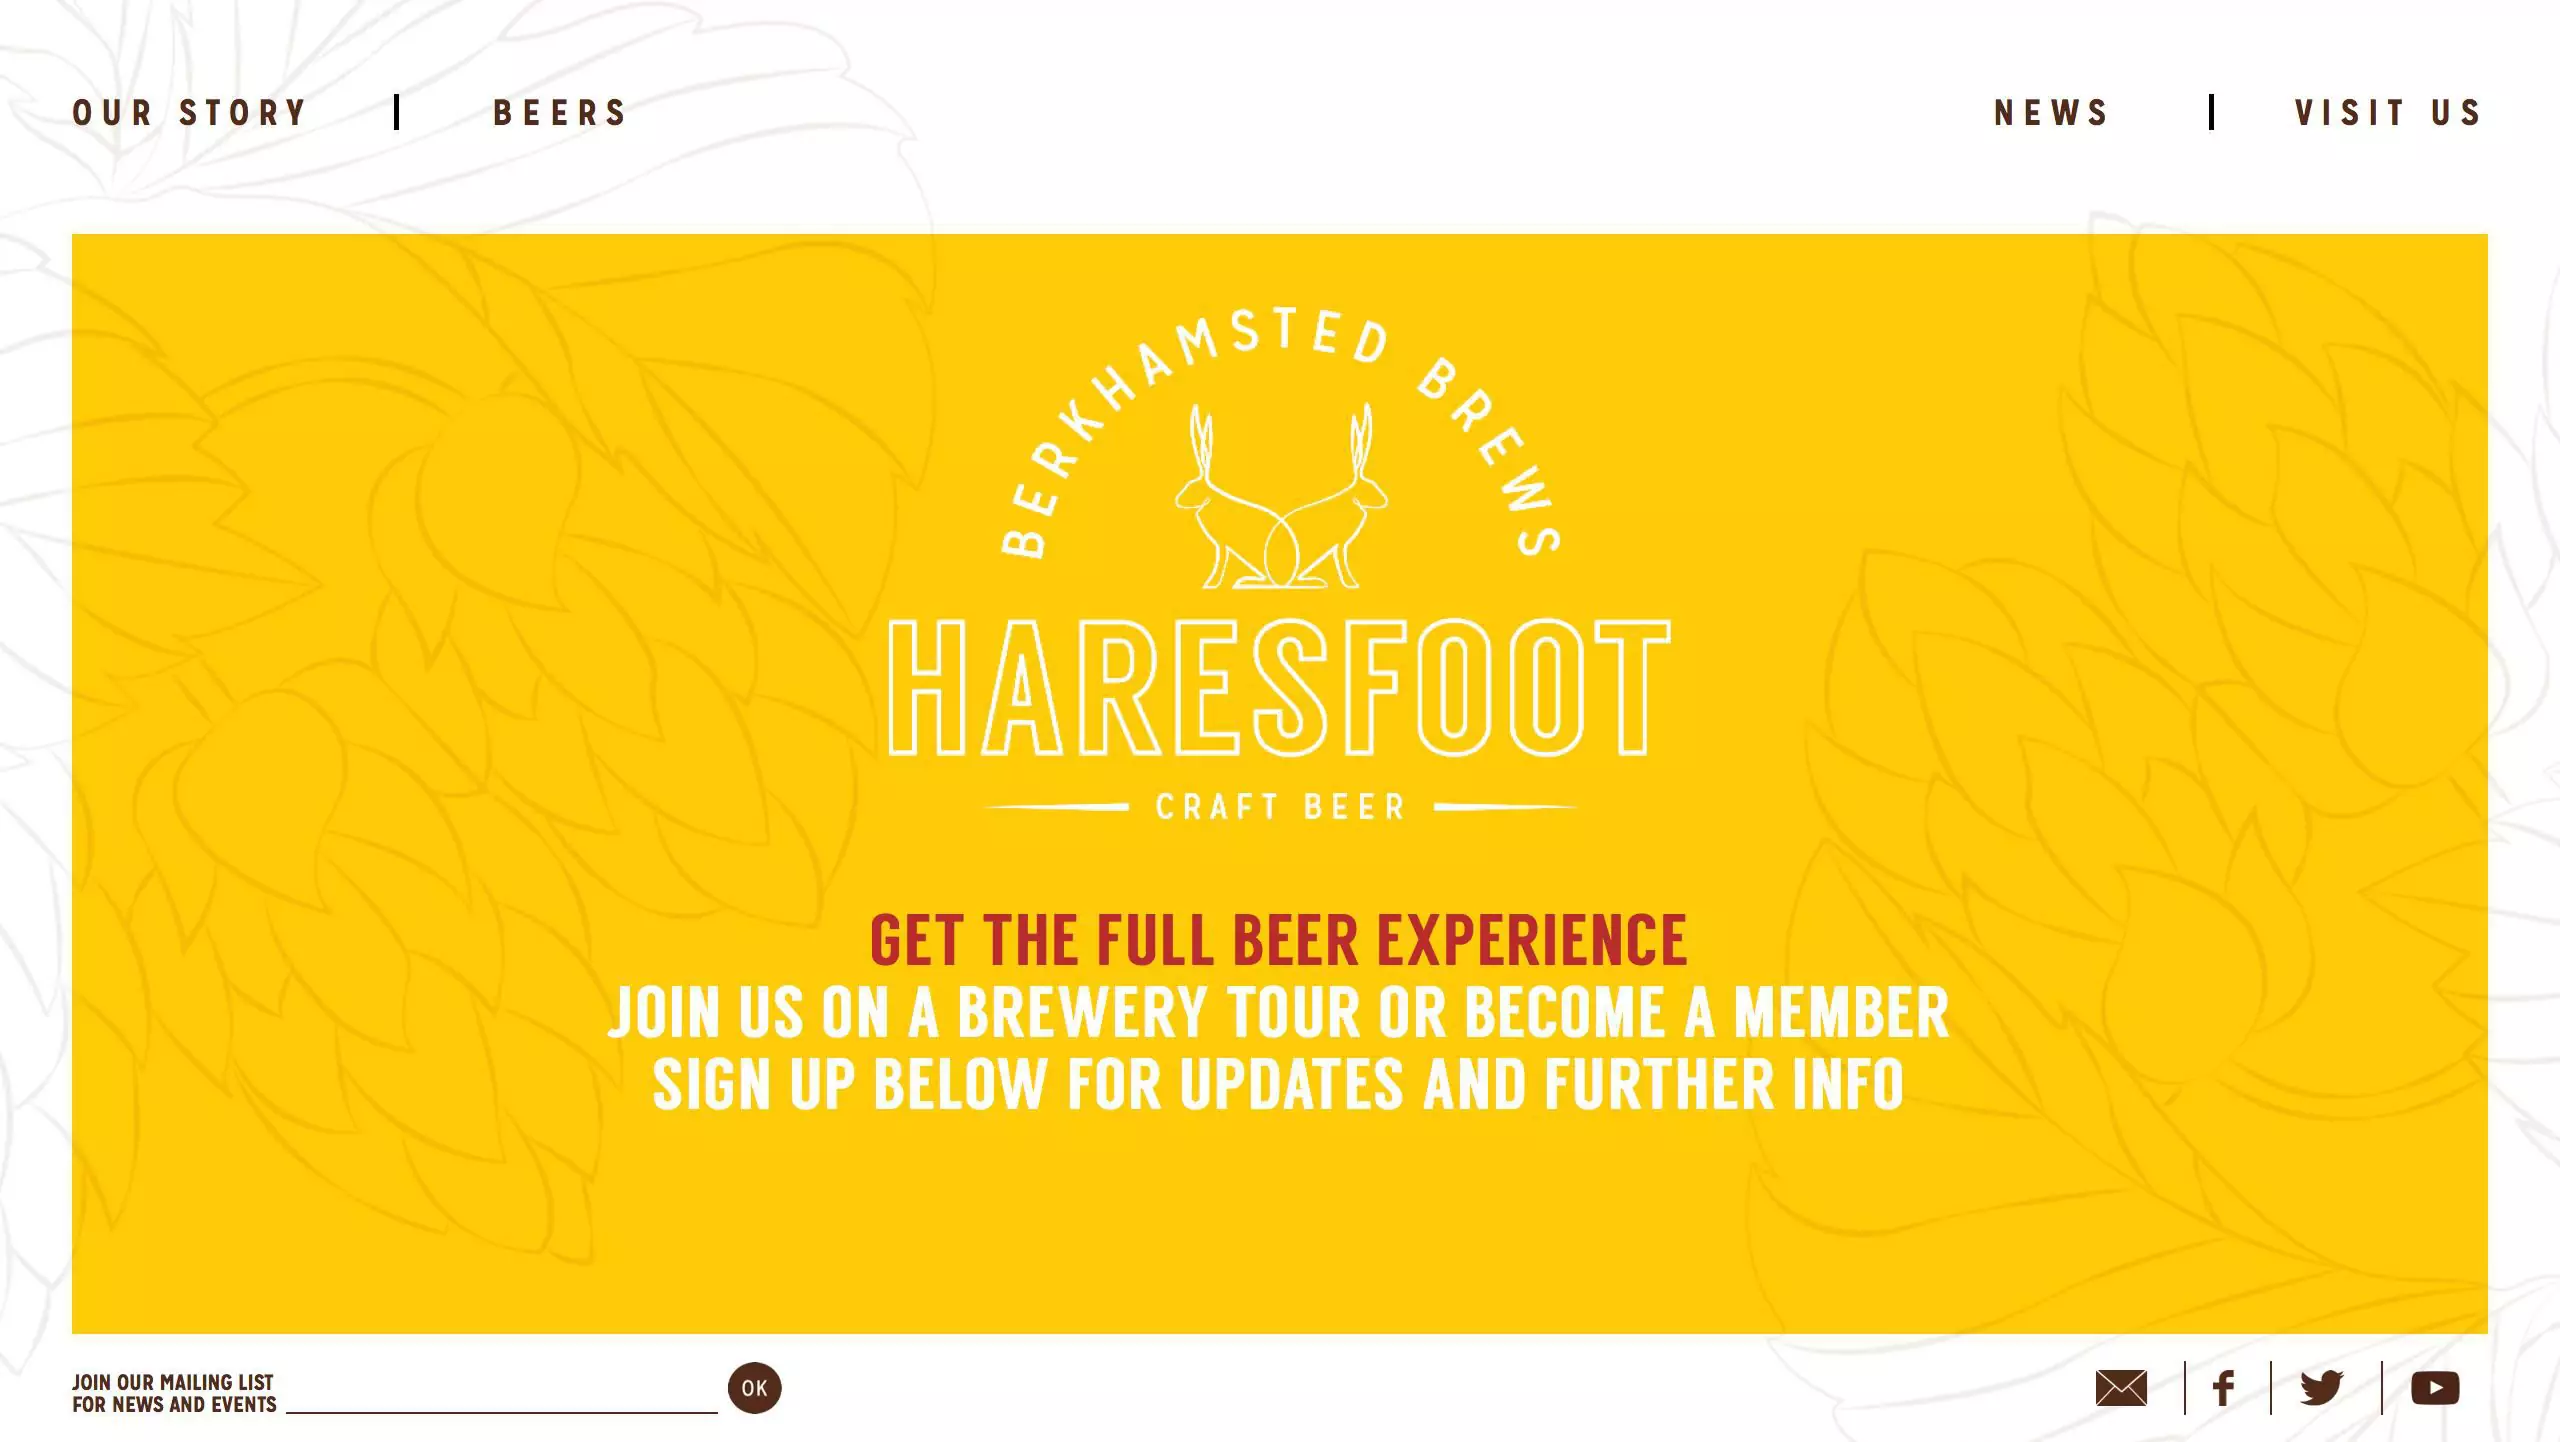 OUR STORY
BEERS
NEWS
VISIT US
BERKHAMSTED BREWS
HARESFOOT
CRAFT BEER
GET THE FULL BEER EXPERIENCE
JOIN US ON A BREWERY TOUR OR BECOME A MEMBER
SIGN UP BELOW FOR UPDATES AND FURTHER INFO
JOIN OUR MAILING LIST
FOR NEWS AND EVENTS
OK